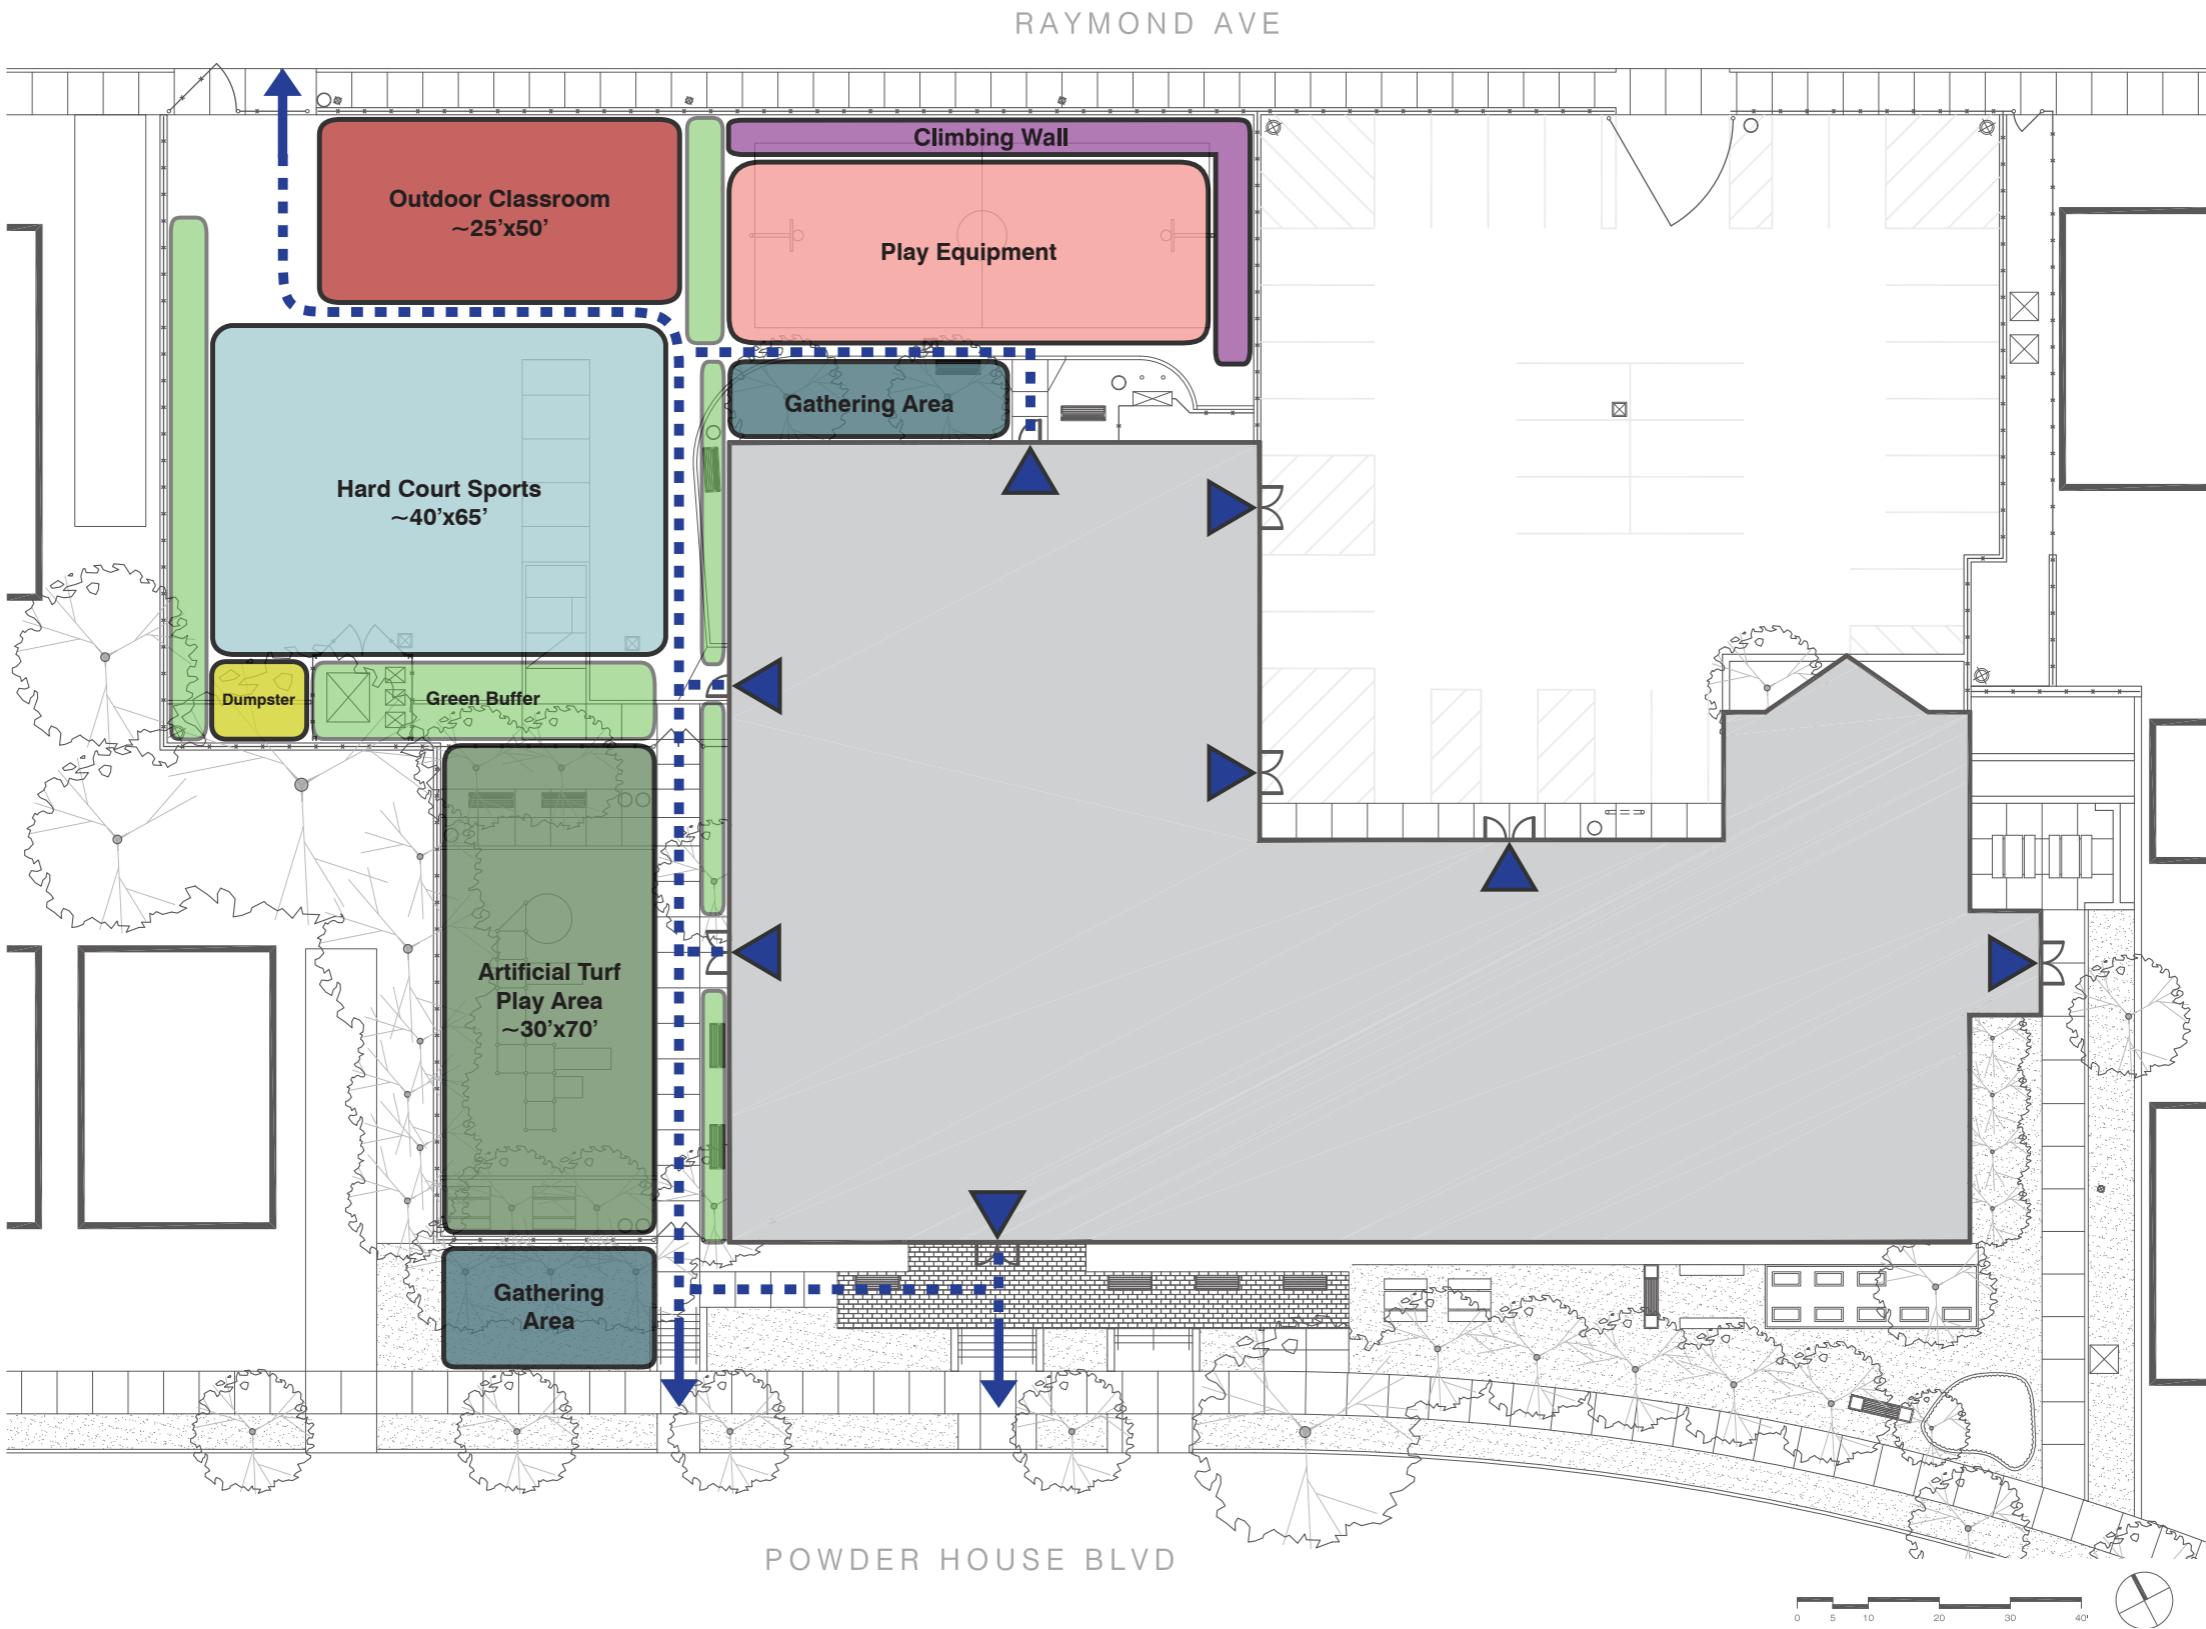 RAYMOND AVE
Climbing Wall
Outdoor Classroom
~25’x50’
Play Equipment
Gathering Area
Hard Court Sports
~40’x65’
Dumpster
Green Buffer
Artificial Turf
Play Area
~30’x70’
Gathering
Area
POWDER HOUSE BLVD
0 5 10 20 30 40'